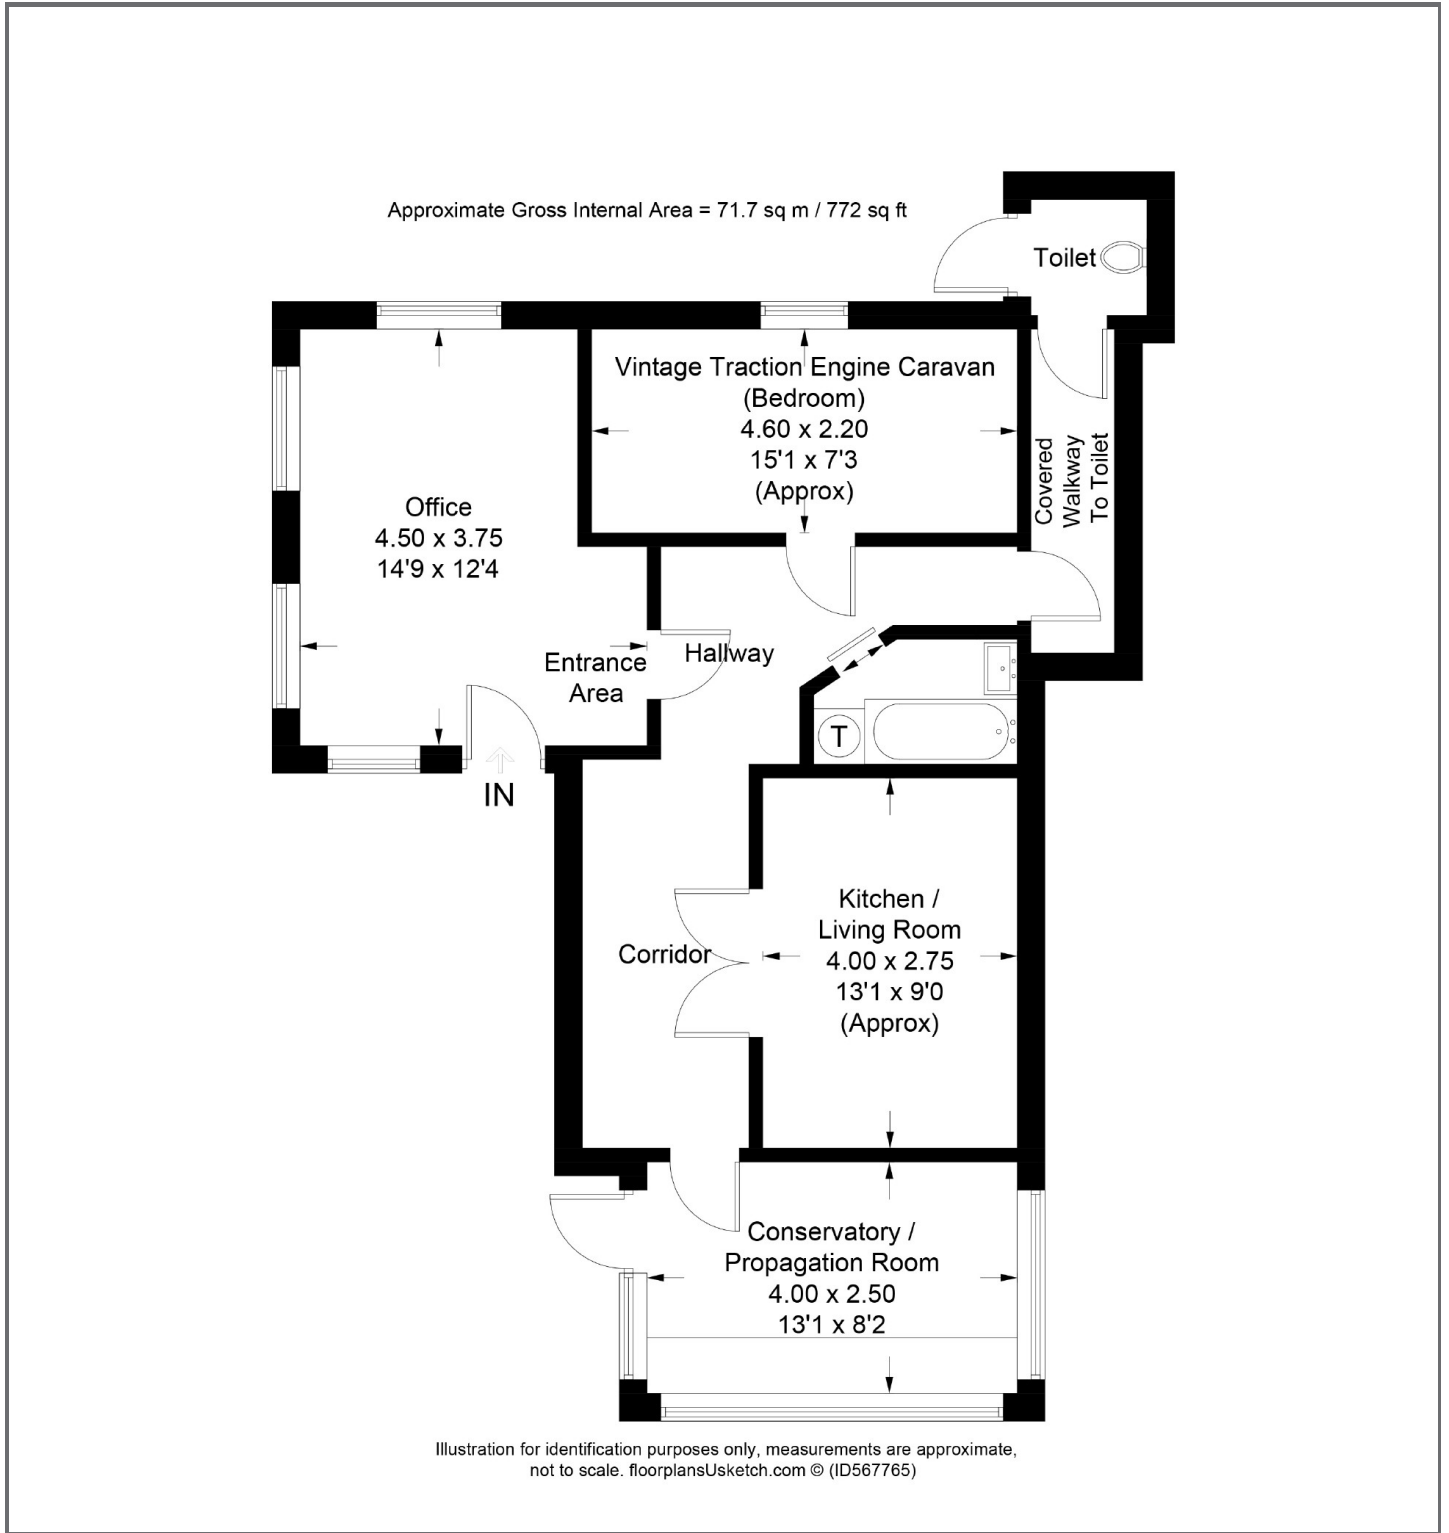 Approximate Gross Internal Area = 71.7 sq m / 772 sq ft
Toilet
Vintage Traction Engine Caravan
(Bedroom)
4.60 x 2.20
15'1 x 7'3
(Approx)
Covered
Walkway
To Toilet
Office
4.50 x 3.75
14'9 x 12'4
Entrance
Area
Hallway
T
IN
Kitchen /
Living Room
4.00 x 2.75
13'1 x 9'0
(Approx)
Corridor
Conservatory /
Propagation Room
4.00 x 2.50
13'1 x 8'2
Illustration for identification purposes only, measurements are approximate,
not to scale. floorplansUsketch.com © (ID567765)